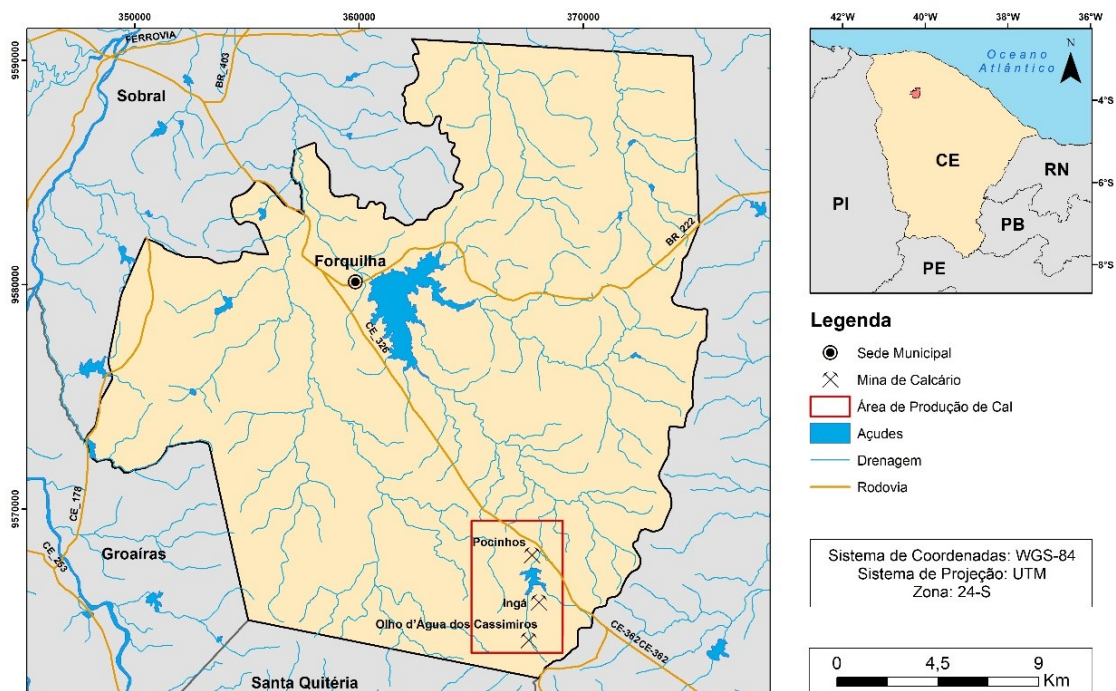 350000
360000
370000
9590000
9580000
9570000
FERROVIA
BR_403
Sobral
BR_222
Forquilha
CE_326
CE_178
CE_263
Groaíras
Pocinhos
Ingá
Olho d'Água dos Cassimiros
CE-362CE-362
Santa Quitéria
42°W
40°W
38°W
36°W
Oceano
Atlântico
N
4°S
6°S
8°S
CE
RN
PB
PI
PE
Legenda
Sede Municipal
Mina de Calcário
Área de Produção de Cal
Açudes
Drenagem
Rodovia
Sistema de Coordenadas: WGS-84
Sistema de Projeção: UTM
Zona: 24-S
0 4,5 9
Km